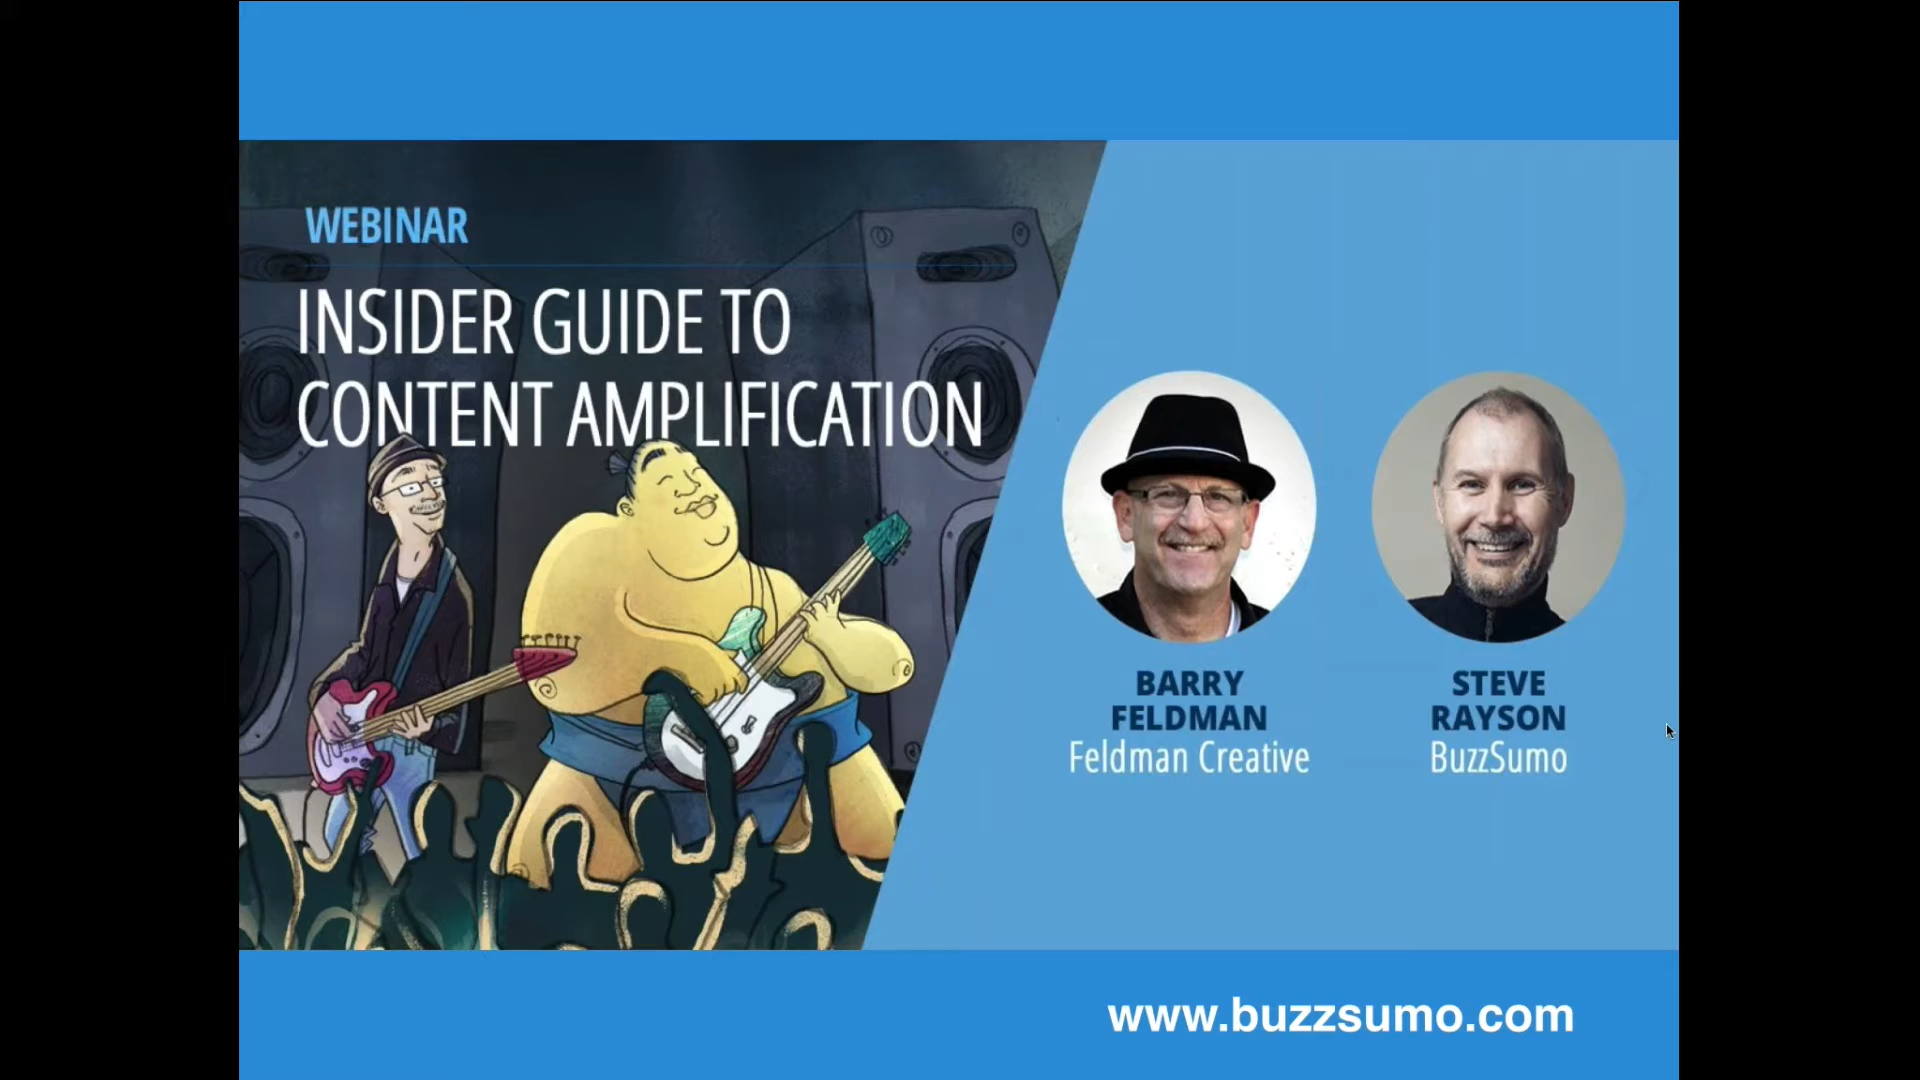 WEBINAR
INSIDER GUIDE TO
CONTENT AMPLIFICATION
BARRY
FELDMAN
Feldman Creative
STEVE
RAYSON
BuzzSumo
www.buzzsumo.com